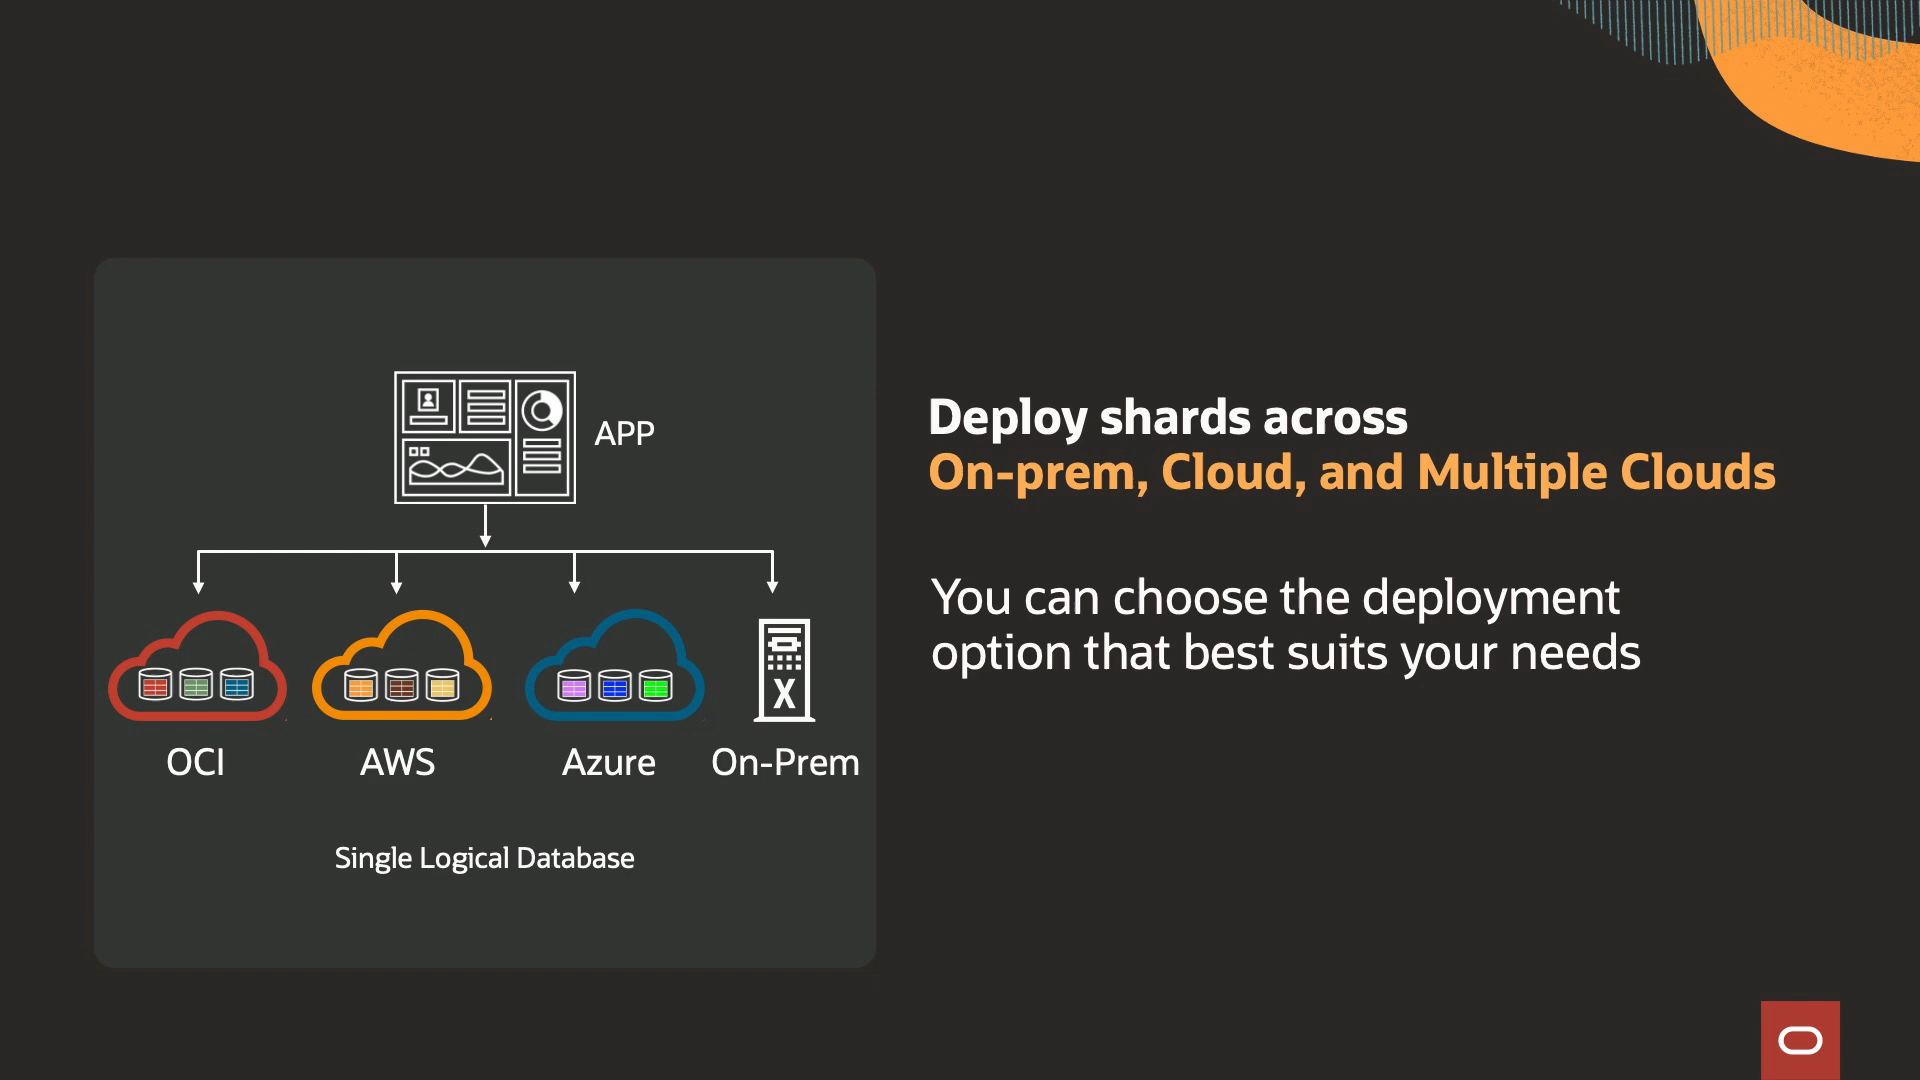 APP
OCI
AWS
Azure
X
On-Prem
Single Logical Database
Deploy shards across
On-prem, Cloud, and Multiple Clouds
You can choose the deployment
option that best suits your needs